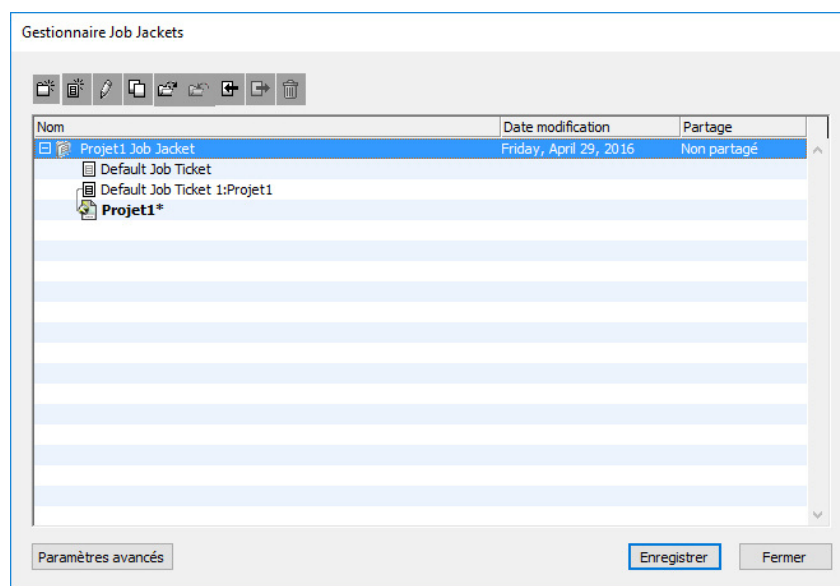 Gestionnaire Job Jackets
Nom Date modification Partage
Projet1 Job Jacket Friday, April 29, 2016 Non partagé
Default Job Ticket
Default Job Ticket 1:Projet1
Projet1*
Paramètres avancés Enregistrer Fermer